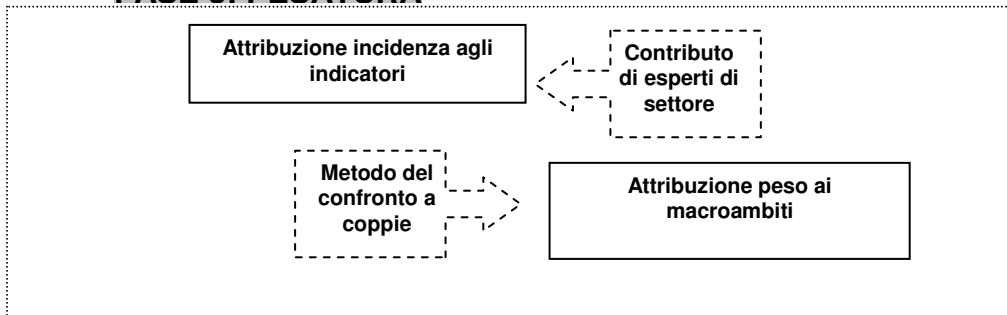 Attribuzione incidenza agli
indicatori
Contributo
di esperti di
settore
Metodo del
confronto a
coppie
Attribuzione peso ai
macroambiti